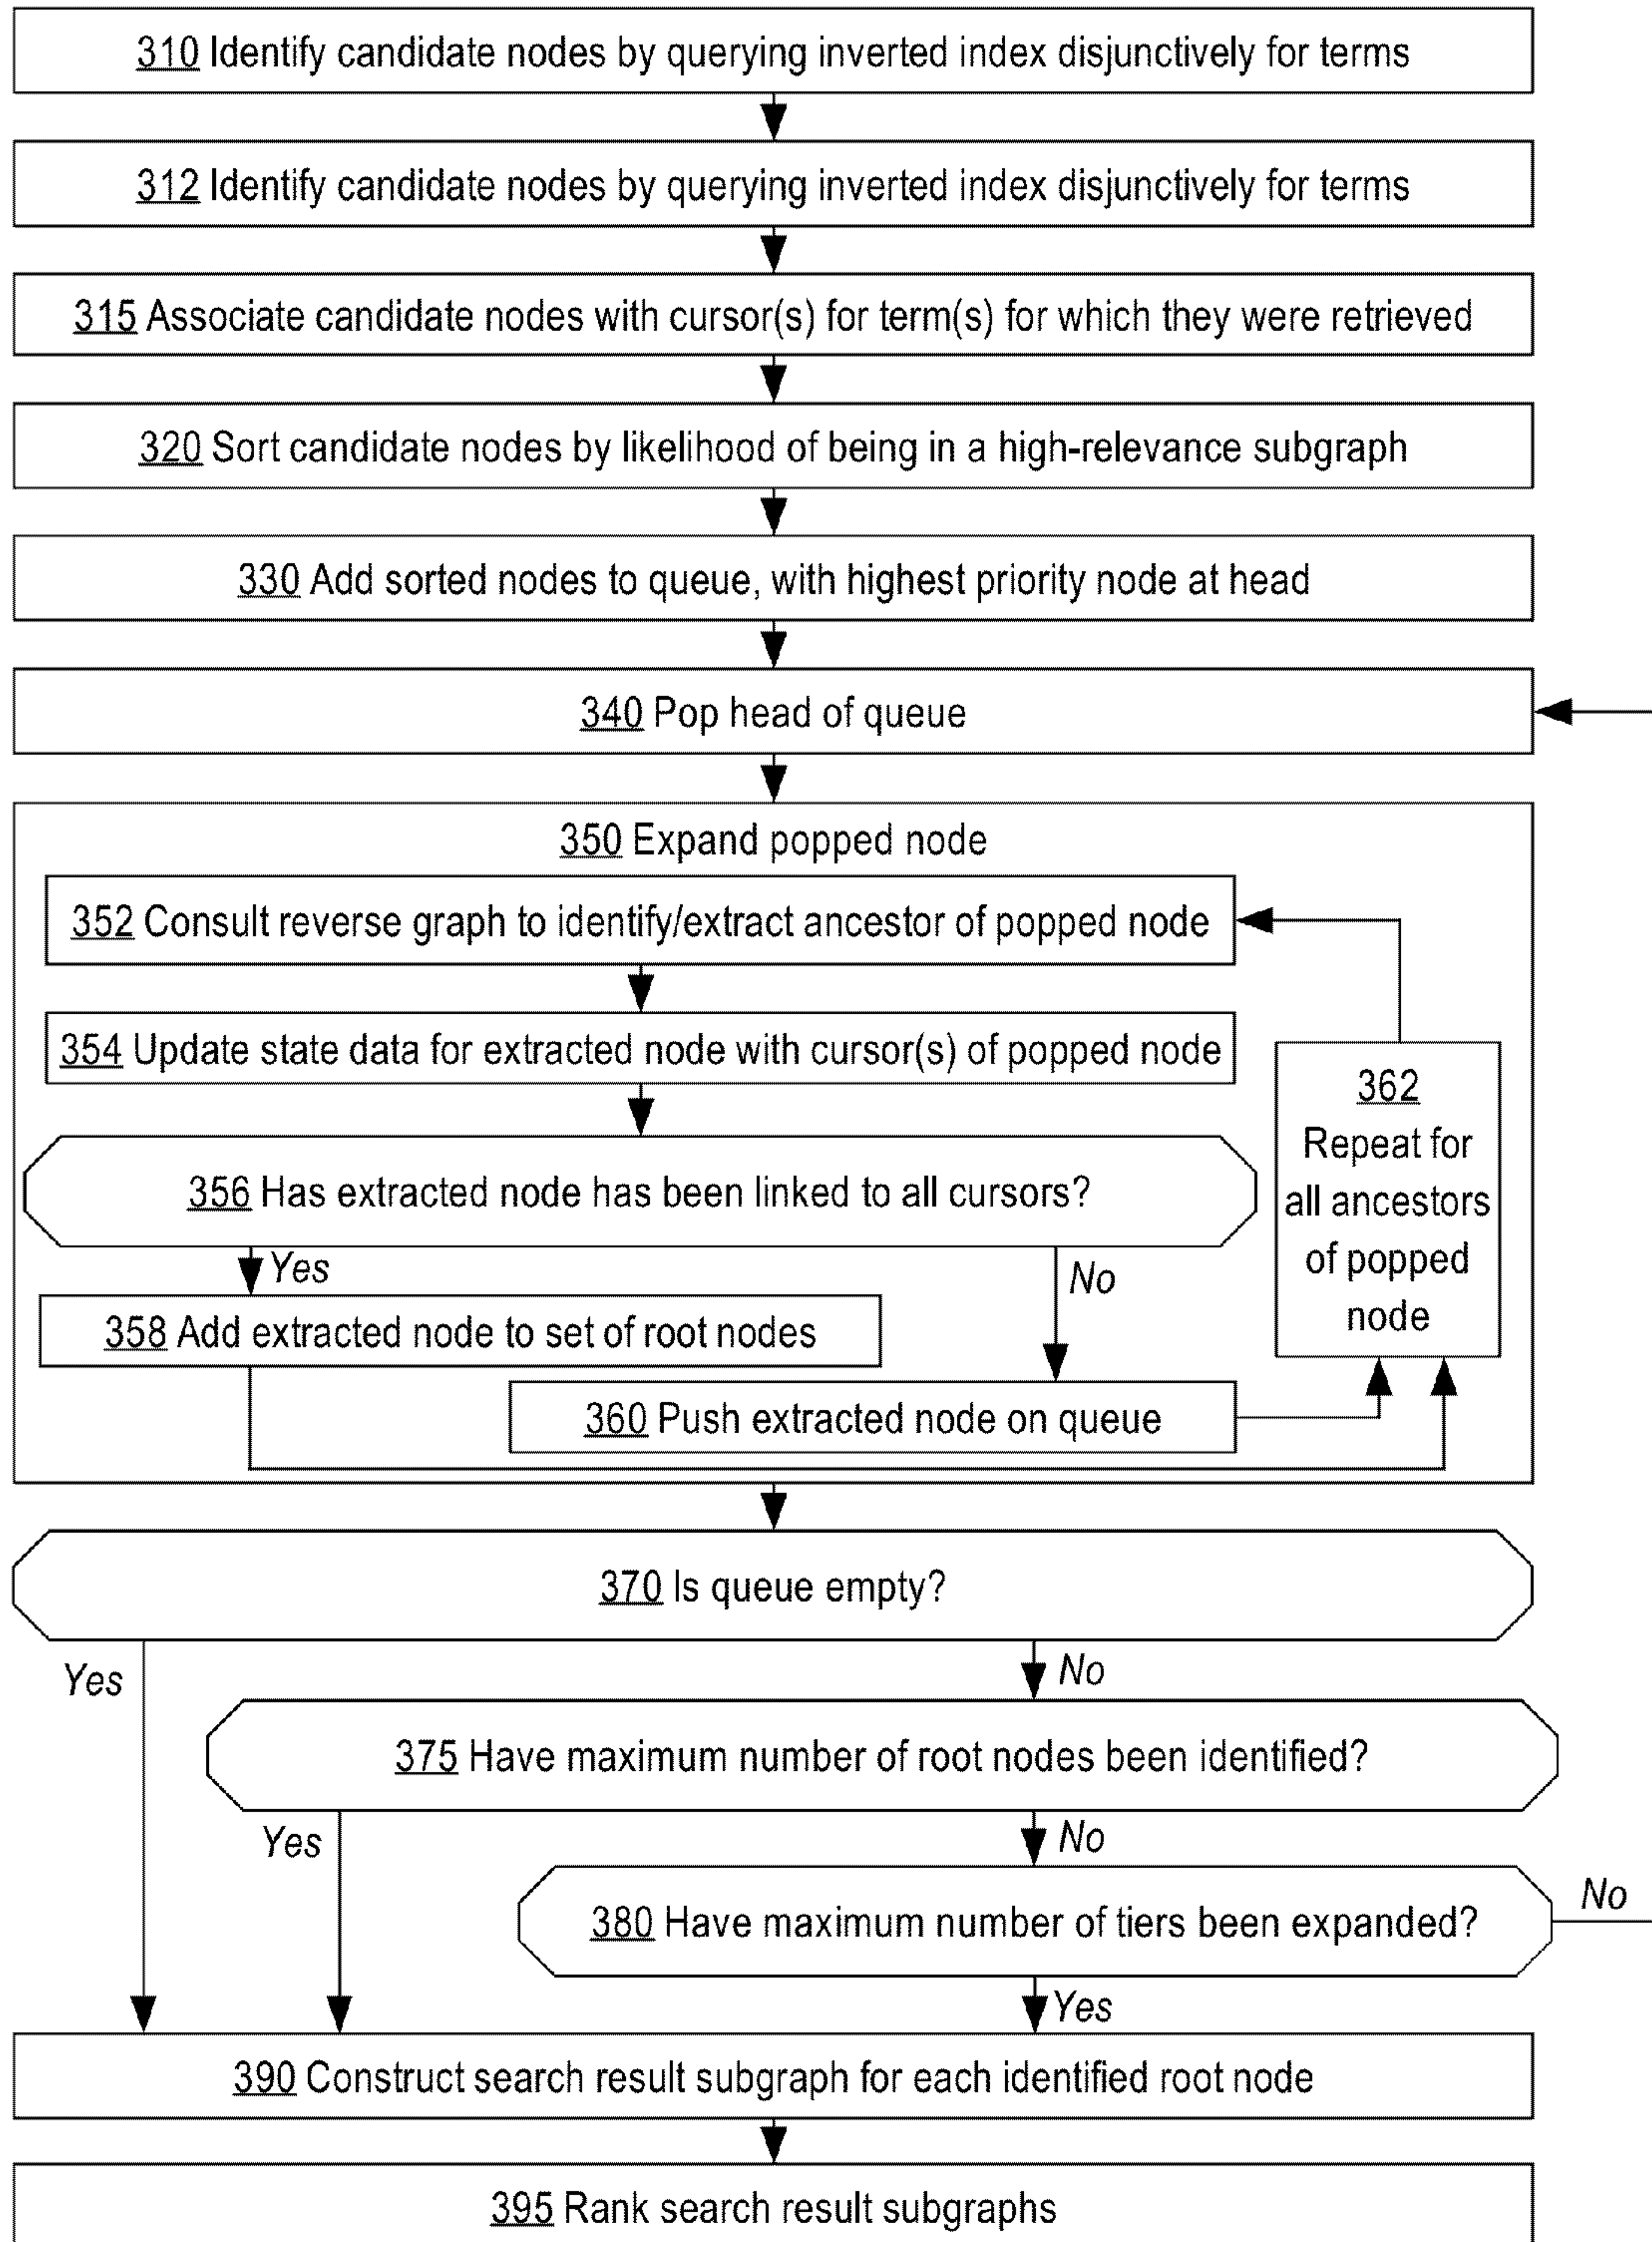 310 Identify candidate nodes by querying inverted index disjunctively for terms
312 Identify candidate nodes by querying inverted index disjunctively for terms
315 Associate candidate nodes with cursor(s) for term(s) for which they were retrieved
320 Sort candidate nodes by likelihood of being in a high-relevance subgraph
330 Add sorted nodes to queue, with highest priority node at head
340 Pop head of queue
350 Expand popped node
352 Consult reverse graph to identify/extract ancestor of popped node
354 Update state data for extracted node with cursor(s) of popped node
356 Has extracted node has been linked to all cursors?
Yes
No
358 Add extracted node to set of root nodes
360 Push extracted node on queue
362
Repeat for
all ancestors
of popped
node
370 Is queue empty?
Yes
No
375 Have maximum number of root nodes been identified?
Yes
No
380 Have maximum number of tiers been expanded?
No
Yes
390 Construct search result subgraph for each identified root node
395 Rank search result subgraphs